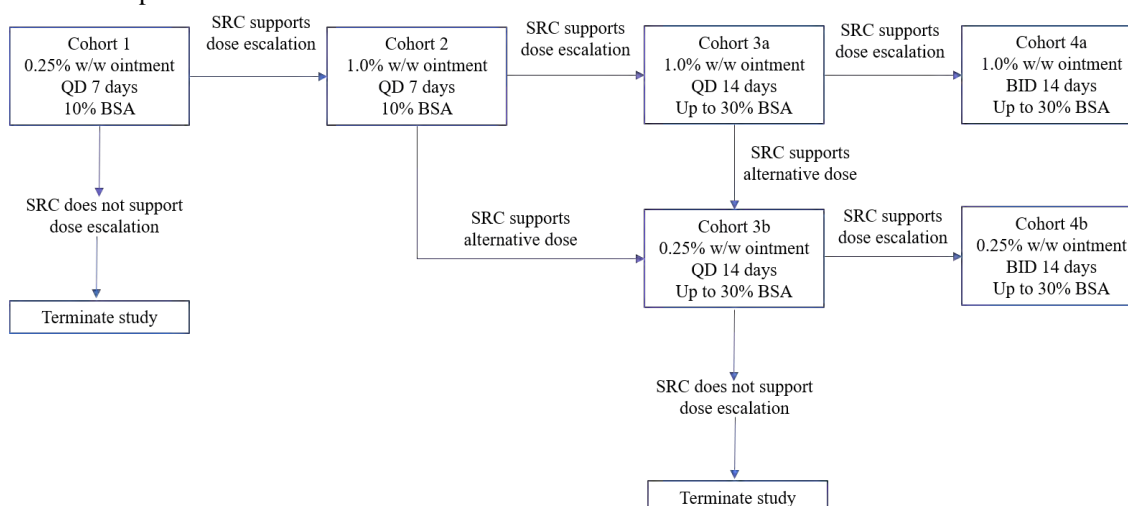 Cohort 1
0.25% w/w ointment
QD 7 days
10% BSA
SRC supports
dose escalation
Cohort 2
1.0% w/w ointment
QD 7 days
10% BSA
SRC supports
dose escalation
Cohort 3a
1.0% w/w ointment
QD 14 days
Up to 30% BSA
SRC supports
dose escalation
Cohort 4a
1.0% w/w ointment
BID 14 days
Up to 30% BSA
SRC does not support
dose escalation
Terminate study
SRC supports
alternative dose
SRC supports
alternative dose
Cohort 3b
0.25% w/w ointment
QD 14 days
Up to 30% BSA
SRC supports
dose escalation
Cohort 4b
0.25% w/w ointment
BID 14 days
Up to 30% BSA
SRC does not support
dose escalation
Terminate study